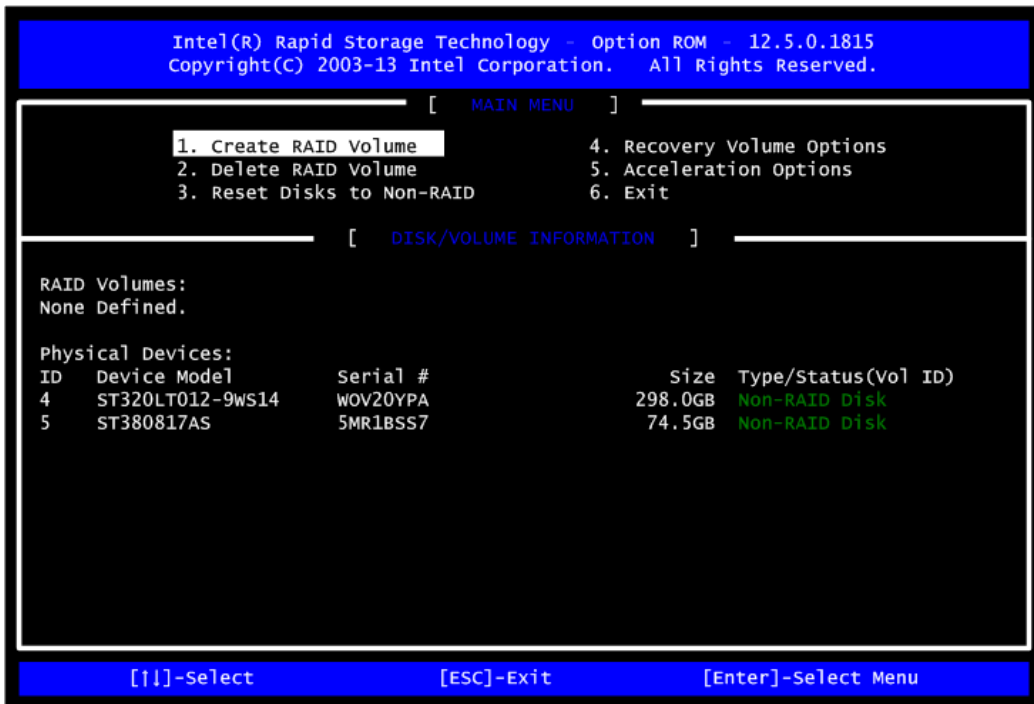 Intel(R) Rapid Storage Technology - Option ROM - 12.5.0.1815
Copyright(C) 2003-13 Intel Corporation. All Rights Reserved.
[ MAIN MENU ]
1. Create RAID Volume
2. Delete RAID Volume
3. Reset Disks to Non-RAID
4. Recovery Volume Options
5. Acceleration Options
6. Exit
[ DISK/VOLUME INFORMATION ]
RAID Volumes:
None Defined.
Physical Devices:
ID Device Model Serial # Size Type/Status(Vol ID)
4 ST320LT012-9WS14 WOV20YPA 298.0GB Non-RAID Disk
5 ST380817AS 5MR1BSS7 74.5GB Non-RAID Disk
[↑↓]-Select [ESC]-Exit [Enter]-Select Menu